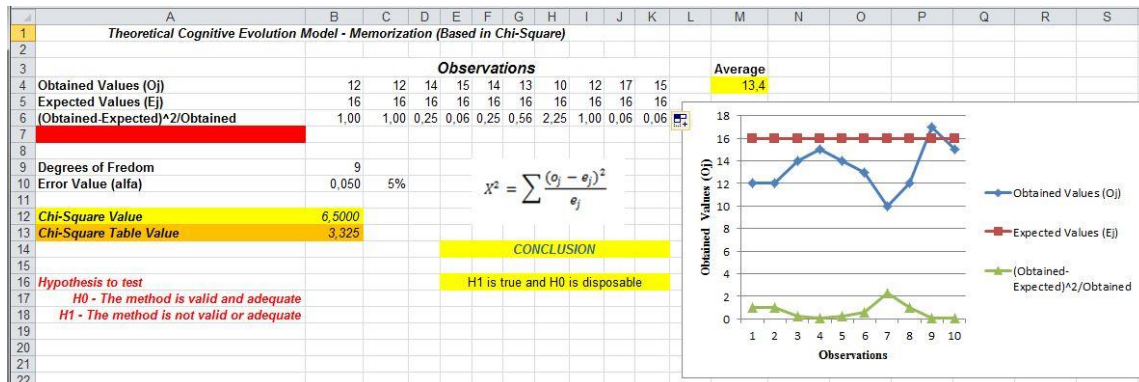 A B C D E F G H I J K L M N O P Q R S
1 Theoretical Cognitive Evolution Model - Memorization (Based in Chi-Square)
2
3 Observations Average
4 Obtained Values (Oj) 12 12 14 15 14 13 10 12 17 15 13,4
5 Expected Values (Ej) 16 16 16 16 16 16 16 16 16 16
6 (Obtained-Expected)^2/Obtained 1,00 1,00 0,25 0,06 0,25 0,56 2,25 1,00 0,06 0,06
7
8
9 Degrees of Fredom 9
10 Error Value (alfa) 0,050 5%
X² = ∑ (oⱼ − eⱼ)² / eⱼ
11
12 Chi-Square Value 6,5000
13 Chi-Square Table Value 3,325
14 CONCLUSION
15
16 Hypothesis to test H1 is true and H0 is disposable
17 H0 - The method is valid and adequate
18 H1 - The method is not valid or adequate
19
20
21
22
18
16
14
12
10
8
6
4
2
0
Obtained Values (Oj)
1 2 3 4 5 6 7 8 9 10
Observations
Obtained Values (Oj)
Expected Values (Ej)
(Obtained-
Expected)^2/Obtained